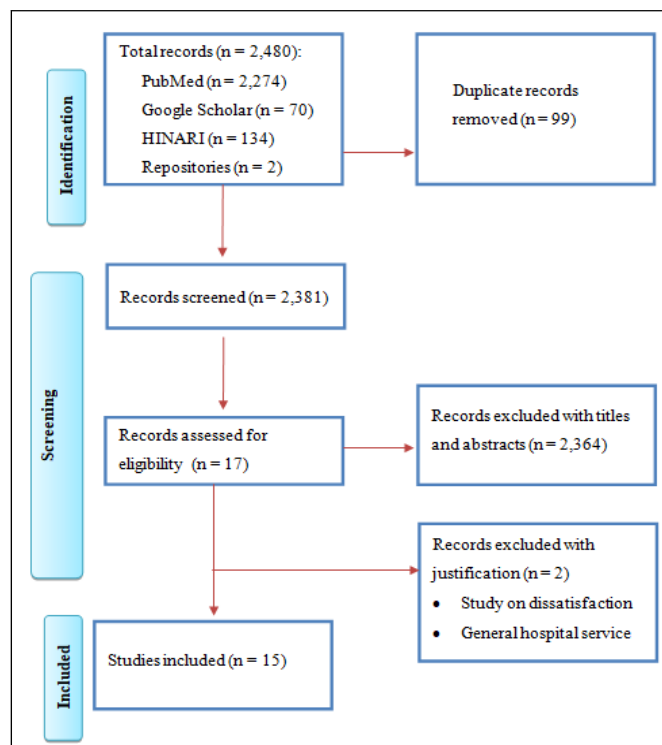 Total records (n = 2,480):
PubMed (n = 2,274)
Google Scholar (n = 70)
HINARI (n = 134)
Repositories (n = 2)
Duplicate records
removed (n = 99)
Identification
Records screened (n = 2,381)
Screening
Records assessed for
eligibility (n = 17)
Records excluded with titles
and abstracts (n = 2,364)
Records excluded with
justification (n = 2)
• Study on dissatisfaction
• General hospital service
Studies included (n = 15)
Included